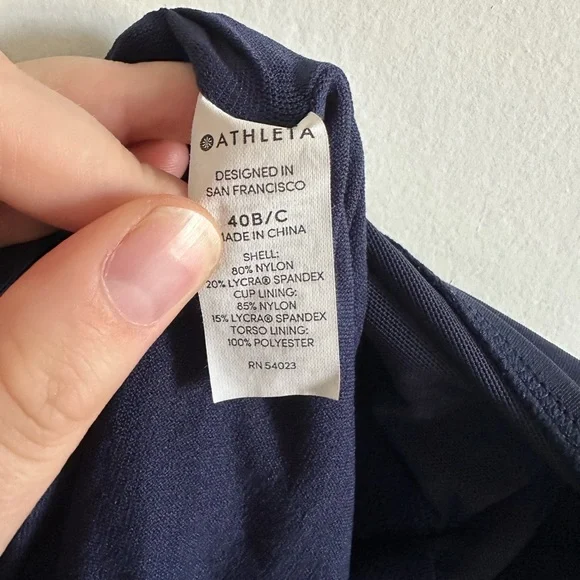 ATHLETA
DESIGNED IN
SAN FRANCISCO
40B/C
MADE IN CHINA
SHELL:
80% NYLON
20% LYCRA® SPANDEX
CUP LINING:
85% NYLON
15% LYCRA® SPANDEX
TORSO LINING:
100% POLYESTER
RN 54023